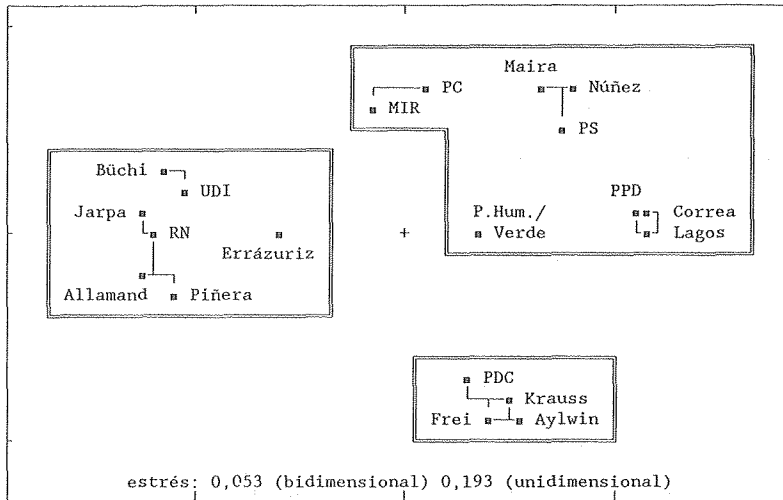 Maira
PC
Núñez
MIR
PS
Büchi
UDI
Jarpa
RN
Errázuriz
Allamand
Piñera
PPD
P.Hum./
Verde
Correa
Lagos
+
PDC
Krauss
Frei
Aylwin
estrés: 0,053 (bidimensional) 0,193 (unidimensional)